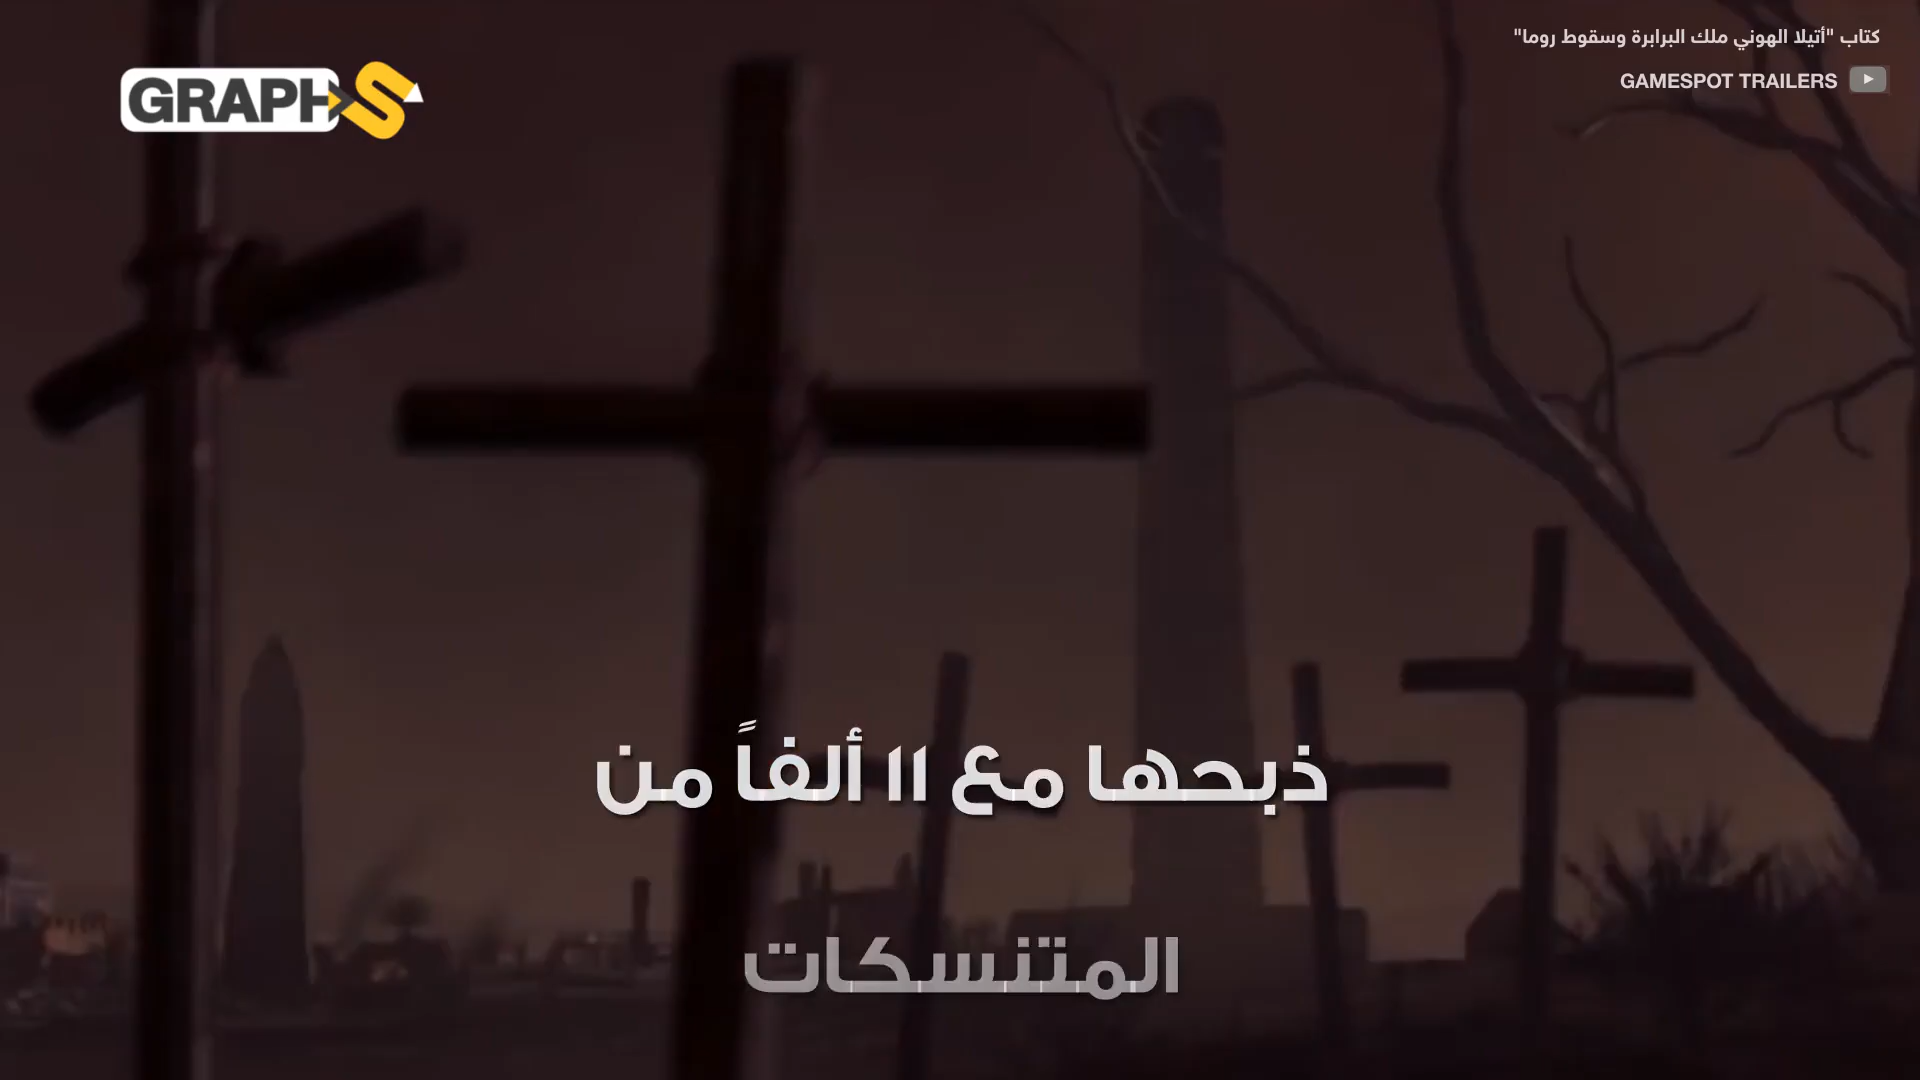 كتاب "أتيلا الهوني ملك البرابرة وسقوط روما"
GAMESPOT TRAILERS
GRAPHS
ذبحها مع ١١ ألفاً من
المتنسكات